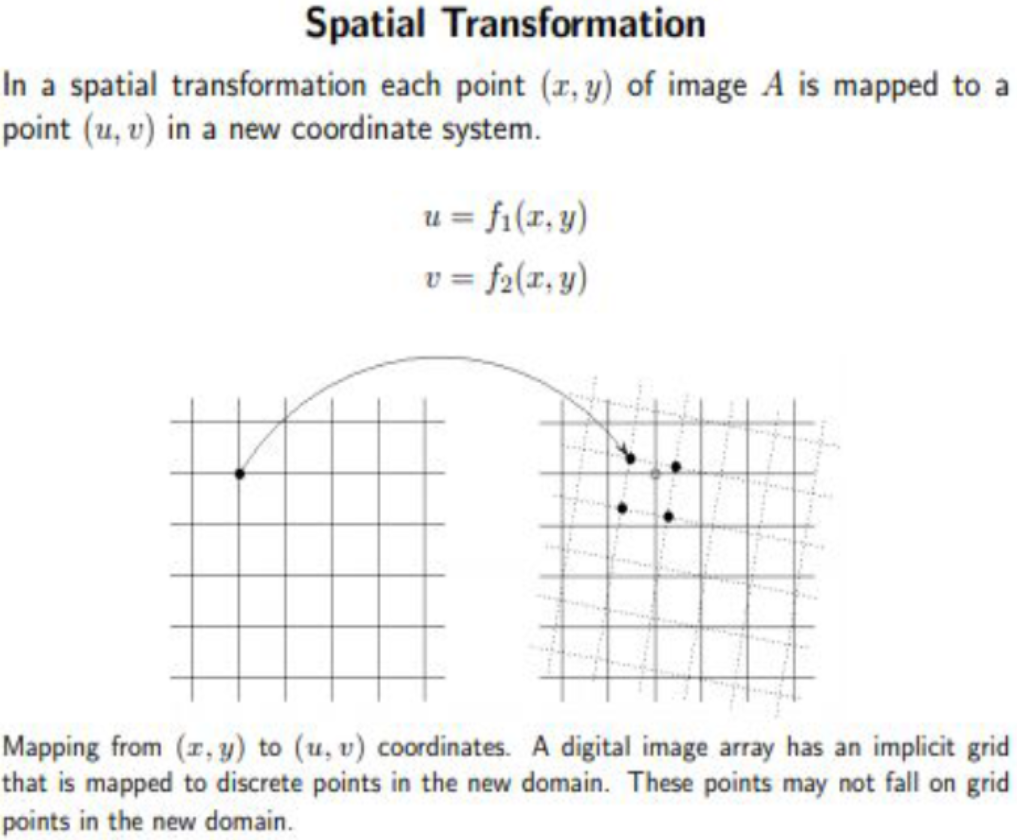 Spatial Transformation
In a spatial transformation each point (x, y) of image A is mapped to a
point (u, v) in a new coordinate system.
u = f₁(x, y)
v = f₂(x, y)
Mapping from (x, y) to (u, v) coordinates. A digital image array has an implicit grid
that is mapped to discrete points in the new domain. These points may not fall on grid
points in the new domain.